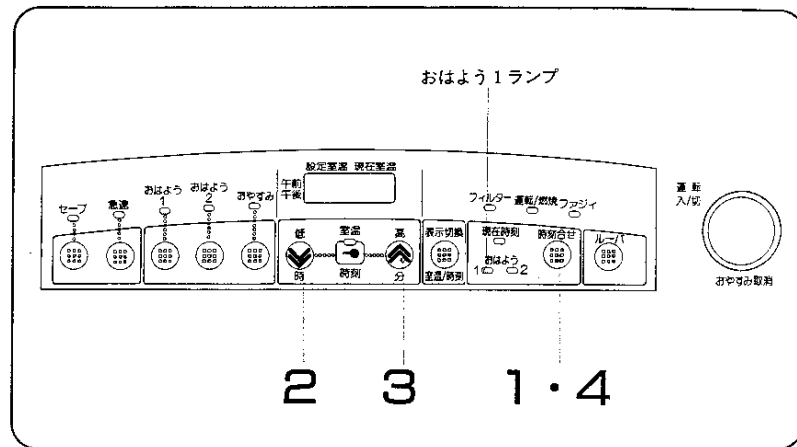 おはよう1ランプ
設定室温 現在室温
午前
午後
セーブ
急速
おはよう
1
おはよう
2
おやすみ
低
時
室温
時刻
高
分
表示切換
室温/時刻
フィルター
運転/燃焼
ファジィ
現在時刻
おはよう
1
2
時刻合せ
ルーバ
運転
入/切
おやすみ取消
2
3
1・4